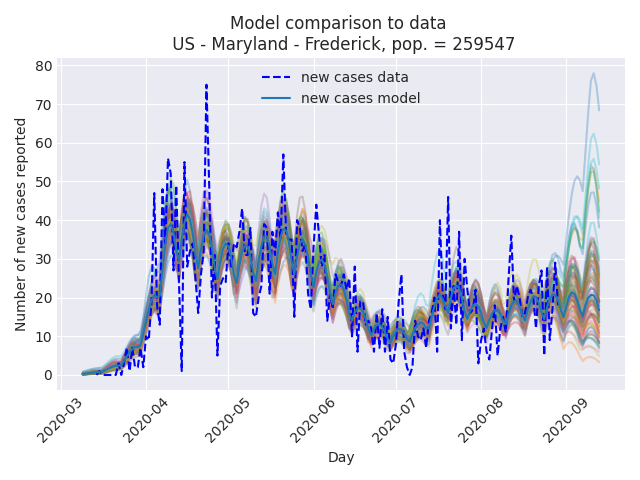 Model comparison to data
US - Maryland - Frederick, pop. = 259547
new cases data
new cases model
Number of new cases reported
80
70
60
50
40
30
20
10
0
2020-03
2020-04
2020-05
2020-06
2020-07
2020-08
2020-09
Day